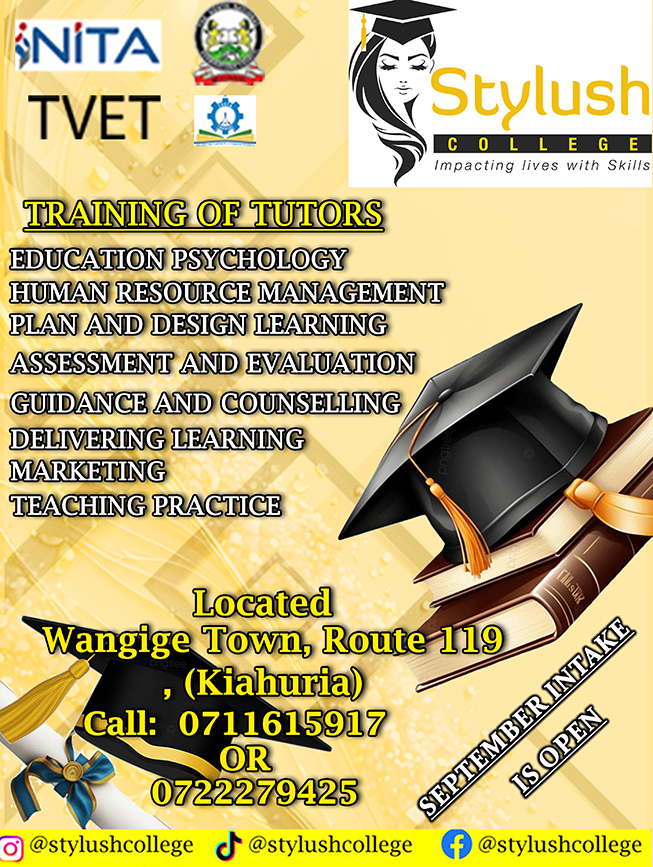 NITA
TVET
Stylush
COLLEGE
Impacting lives with Skills
TRAINING OF TUTORS
EDUCATION PSYCHOLOGY
HUMAN RESOURCE MANAGEMENT
PLAN AND DESIGN LEARNING
ASSESSMENT AND EVALUATION
GUIDANCE AND COUNSELLING
DELIVERING LEARNING
MARKETING
TEACHING PRACTICE
Located
Wangige Town, Route 119
, (Kiahuria)
Call: 0711615917
OR
0722279425
SEPTEMBER INTAKE
IS OPEN
@stylushcollege @stylushcollege @stylushcollege